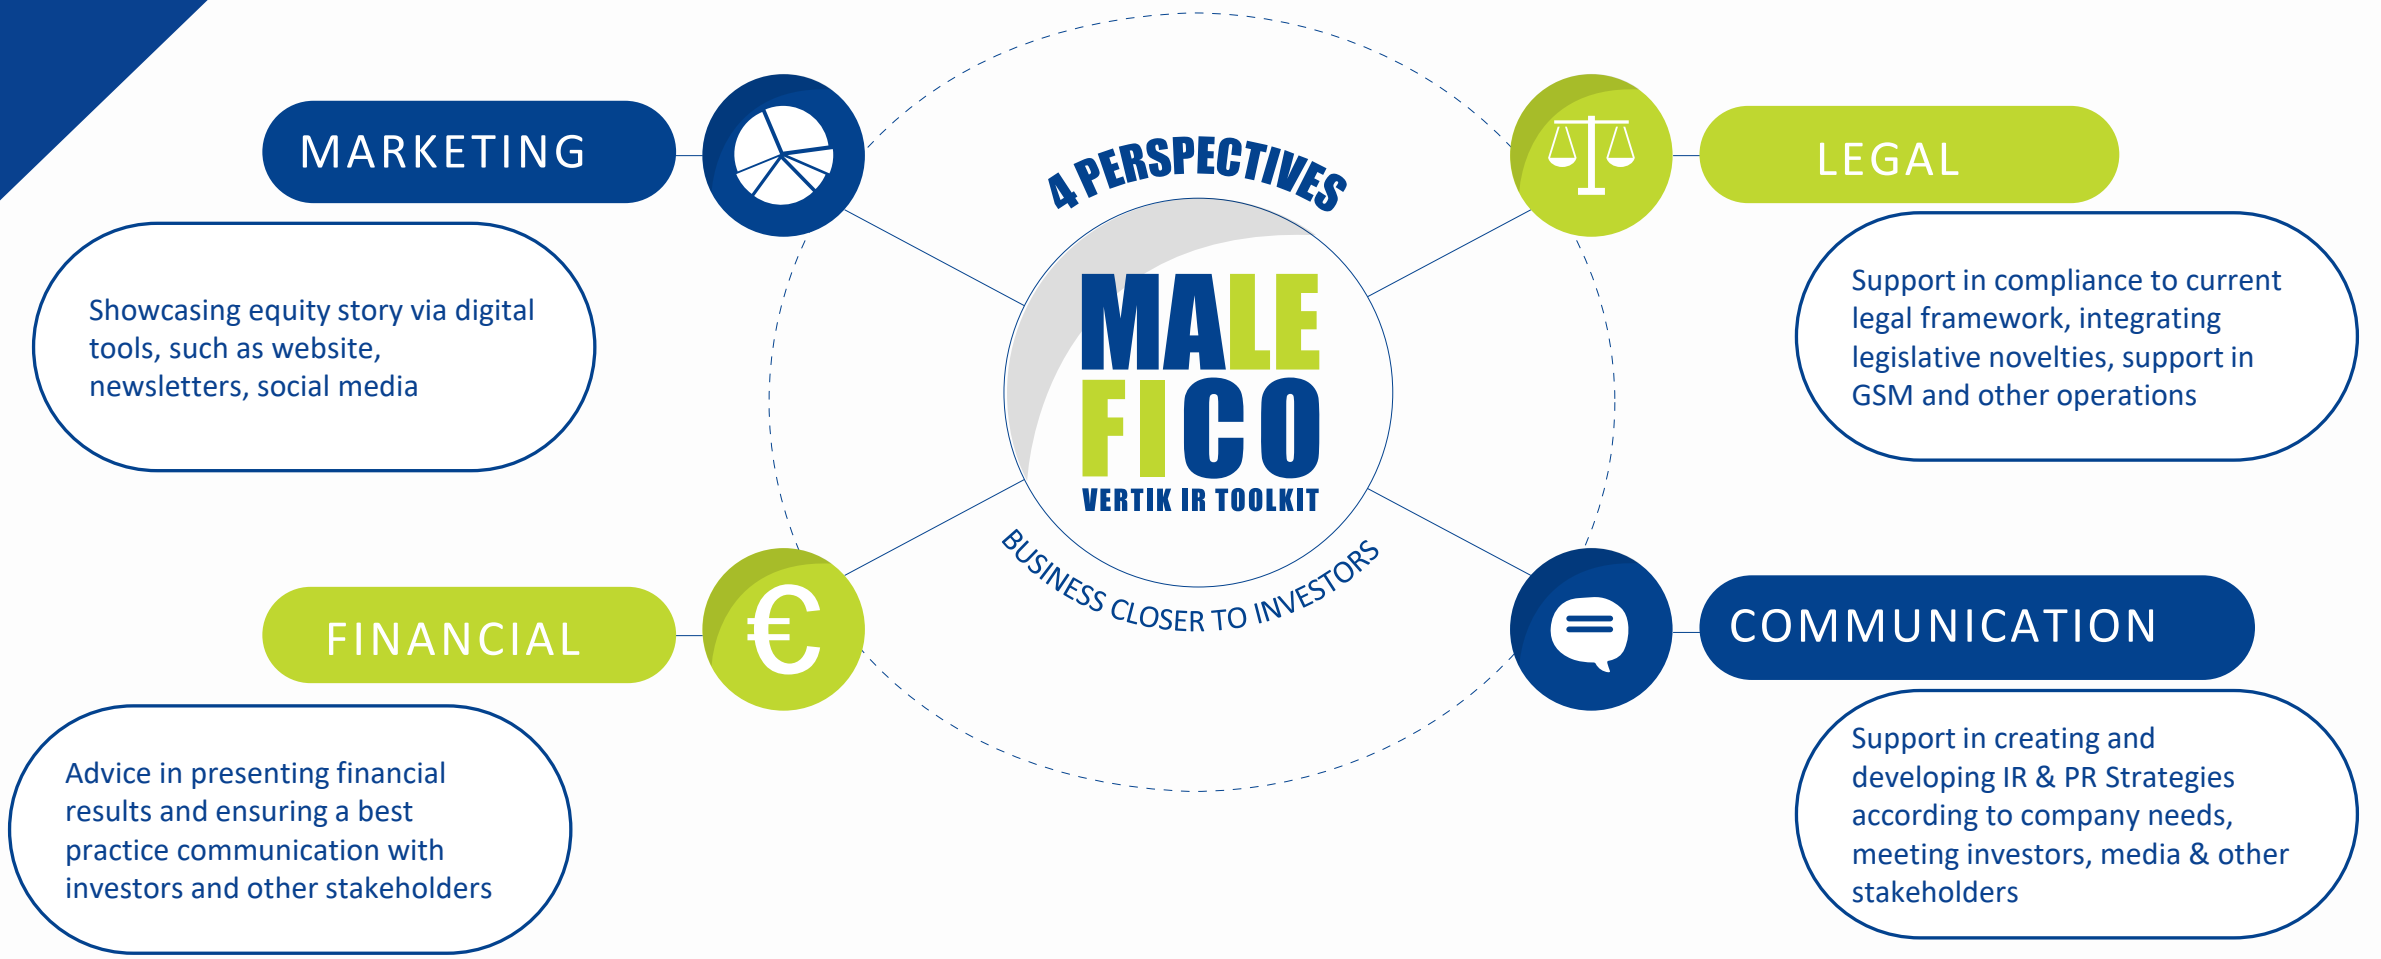 MARKETING
Showcasing equity story via digital
tools, such as website,
newsletters, social media
4 PERSPECTIVES
MALE
FICO
VERTIK IR TOOLKIT
BUSINESS CLOSER TO INVESTORS
LEGAL
Support in compliance to current
legal framework, integrating
legislative novelties, support in
GSM and other operations
FINANCIAL
€
Advice in presenting financial
results and ensuring a best
practice communication with
investors and other stakeholders
COMMUNICATION
Support in creating and
developing IR & PR Strategies
according to company needs,
meeting investors, media & other
stakeholders